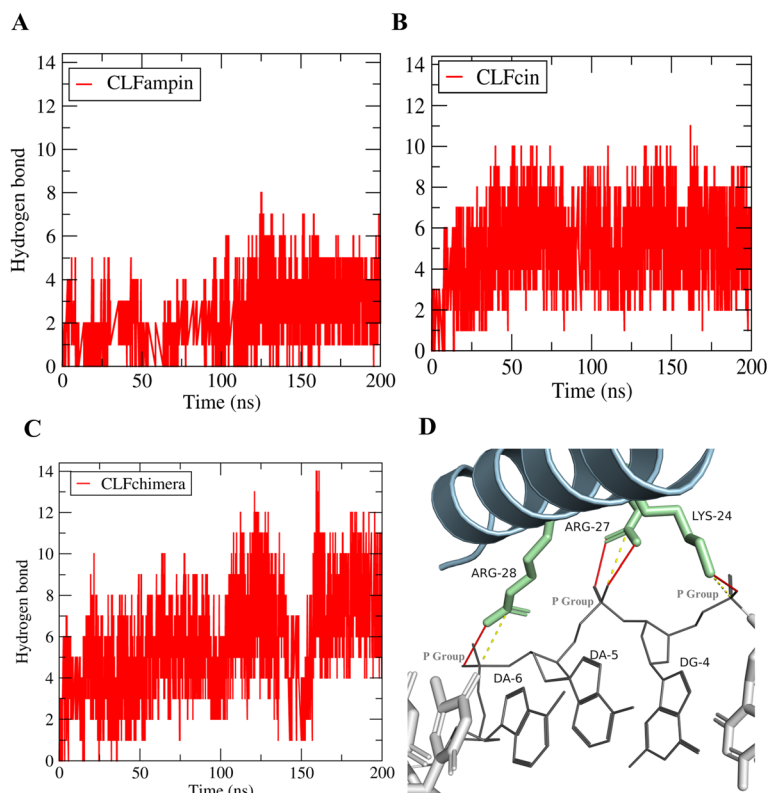 A
CLFampin
Hydrogen bond
14
12
10
8
6
4
2
0
0 50 100 150 200
Time (ns)
B
CLFcin
14
12
10
8
6
4
2
0
0 50 100 150 200
Time (ns)
C
CLFchimera
Hydrogen bond
14
12
10
8
6
4
2
0
0 50 100 150 200
Time (ns)
D
ARG-27
LYS-24
ARG-28
P Group
P Group
P Group
DA-5
DG-4
DA-6